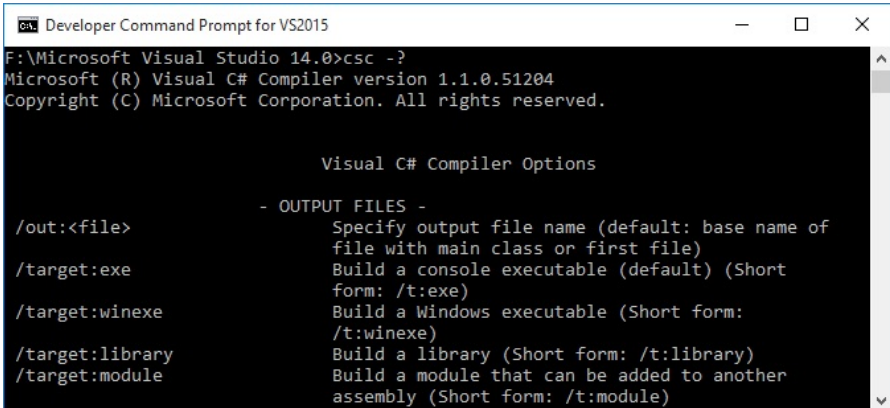 Developer Command Prompt for VS2015
F:\Microsoft Visual Studio 14.0>csc -?
Microsoft (R) Visual C# Compiler version 1.1.0.51204
Copyright (C) Microsoft Corporation. All rights reserved.
Visual C# Compiler Options
- OUTPUT FILES -
/out:<file> Specify output file name (default: base name of
file with main class or first file)
/target:exe Build a console executable (default) (Short
form: /t:exe)
/target:winexe Build a Windows executable (Short form:
/t:winexe)
/target:library Build a library (Short form: /t:library)
/target:module Build a module that can be added to another
assembly (Short form: /t:module)